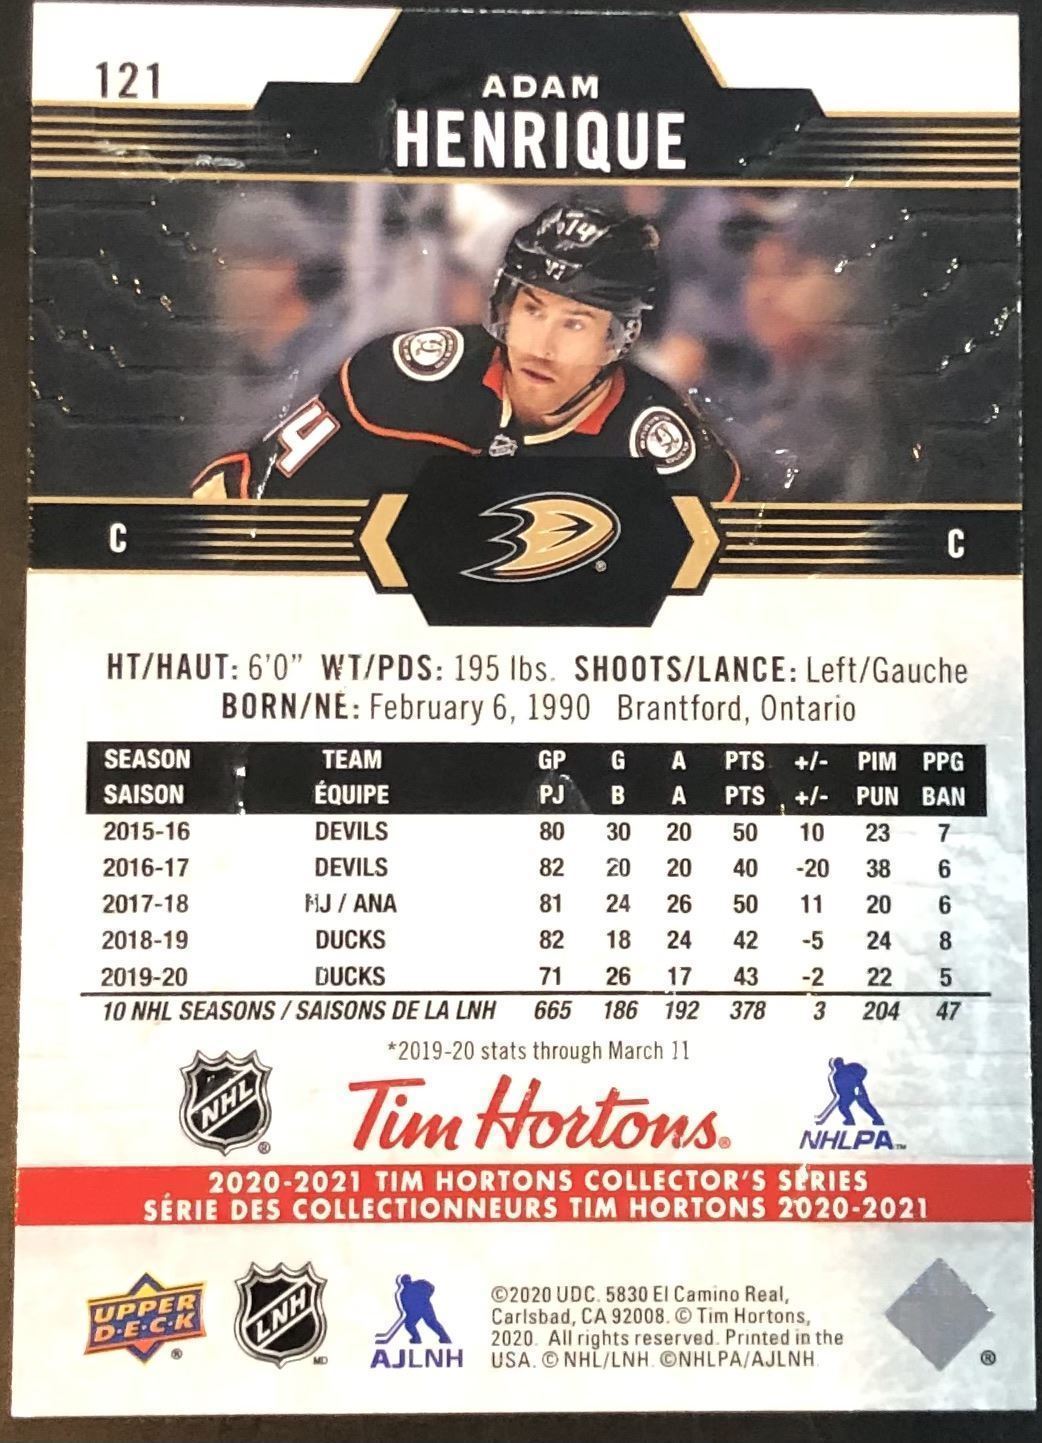 121
ADAM
HENRIQUE
14
4
C
C
HT/HAUT: 6'0" WT/PDS: 195 lbs. SHOOTS/LANCE: Left/Gauche
BORN/NÉ: February 6, 1990 Brantford, Ontario
SEASON TEAM GP G A PTS +/- PIM PPG
SAISON ÉQUIPE PJ B A PTS +/- PUN BAN
2015-16 DEVILS 80 30 20 50 10 23 7
2016-17 DEVILS 82 20 20 40 -20 38 6
2017-18 NJ / ANA 81 24 26 50 11 20 6
2018-19 DUCKS 82 18 24 42 -5 24 8
2019-20 DUCKS 71 26 17 43 -2 22 5
10 NHL SEASONS / SAISONS DE LA LNH 665 186 192 378 3 204 47
*2019-20 stats through March 11
NHL ® Tim Hortons® NHLPA™
2020-2021 TIM HORTONS COLLECTOR'S SERIES
SÉRIE DES COLLECTIONNEURS TIM HORTONS 2020-2021
UPPER
D·E·C·K ®
LNH MD
AJLNH
©2020 UDC. 5830 El Camino Real,
Carlsbad, CA 92008. © Tim Hortons,
2020. All rights reserved. Printed in the
USA. © NHL/LNH. ©NHLPA/AJLNH.
®